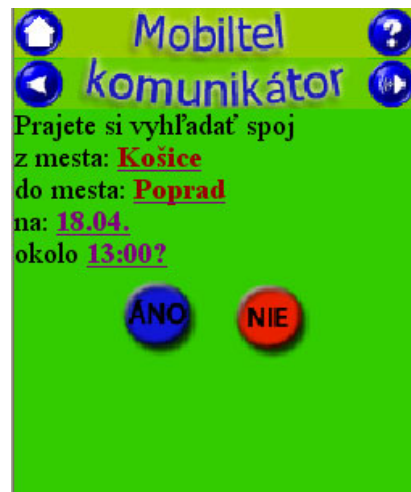 Mobiltel
?
komunikátor
Prajete si vyhľadať spoj
z mesta: Košice
do mesta: Poprad
na: 18.04.
okolo 13:00?
ÁNO NIE